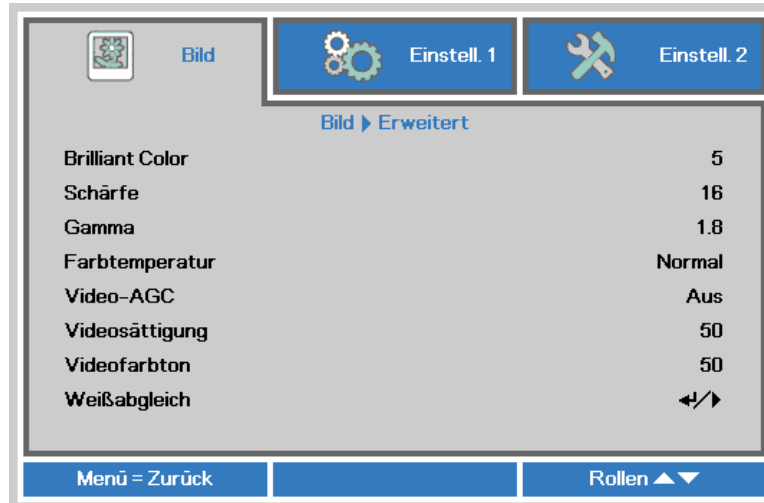 Bild Einstell. 1 Einstell. 2
Bild ▶ Erweitert
Brilliant Color 5
Schärfe 16
Gamma 1.8
Farbtemperatur Normal
Video-AGC Aus
Videosättigung 50
Videofarbton 50
Weißabgleich ↵/▶
Menü = Zurück Rollen ▲▼